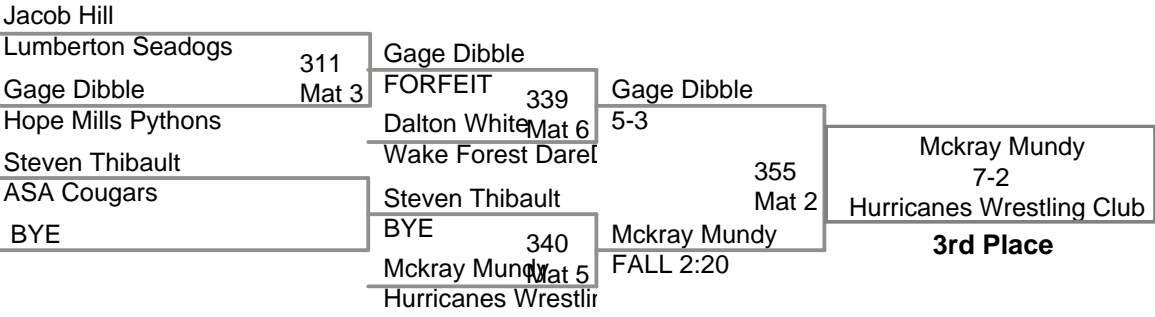 Jacob Hill
Lumberton Seadogs
311
Mat 3
Gage Dibble
Hope Mills Pythons
Steven Thibault
ASA Cougars
BYE
Gage Dibble
FORFEIT
339
Mat 6
Dalton White
Wake Forest Dare
Steven Thibault
BYE
340
Mat 5
Mckray Mundy
Hurricanes
Gage Dibble
5-3
355
Mat 2
Mckray Mundy
FALL 2:20
Mckray Mundy
7-2
Hurricanes Wrestling Club
3rd Place